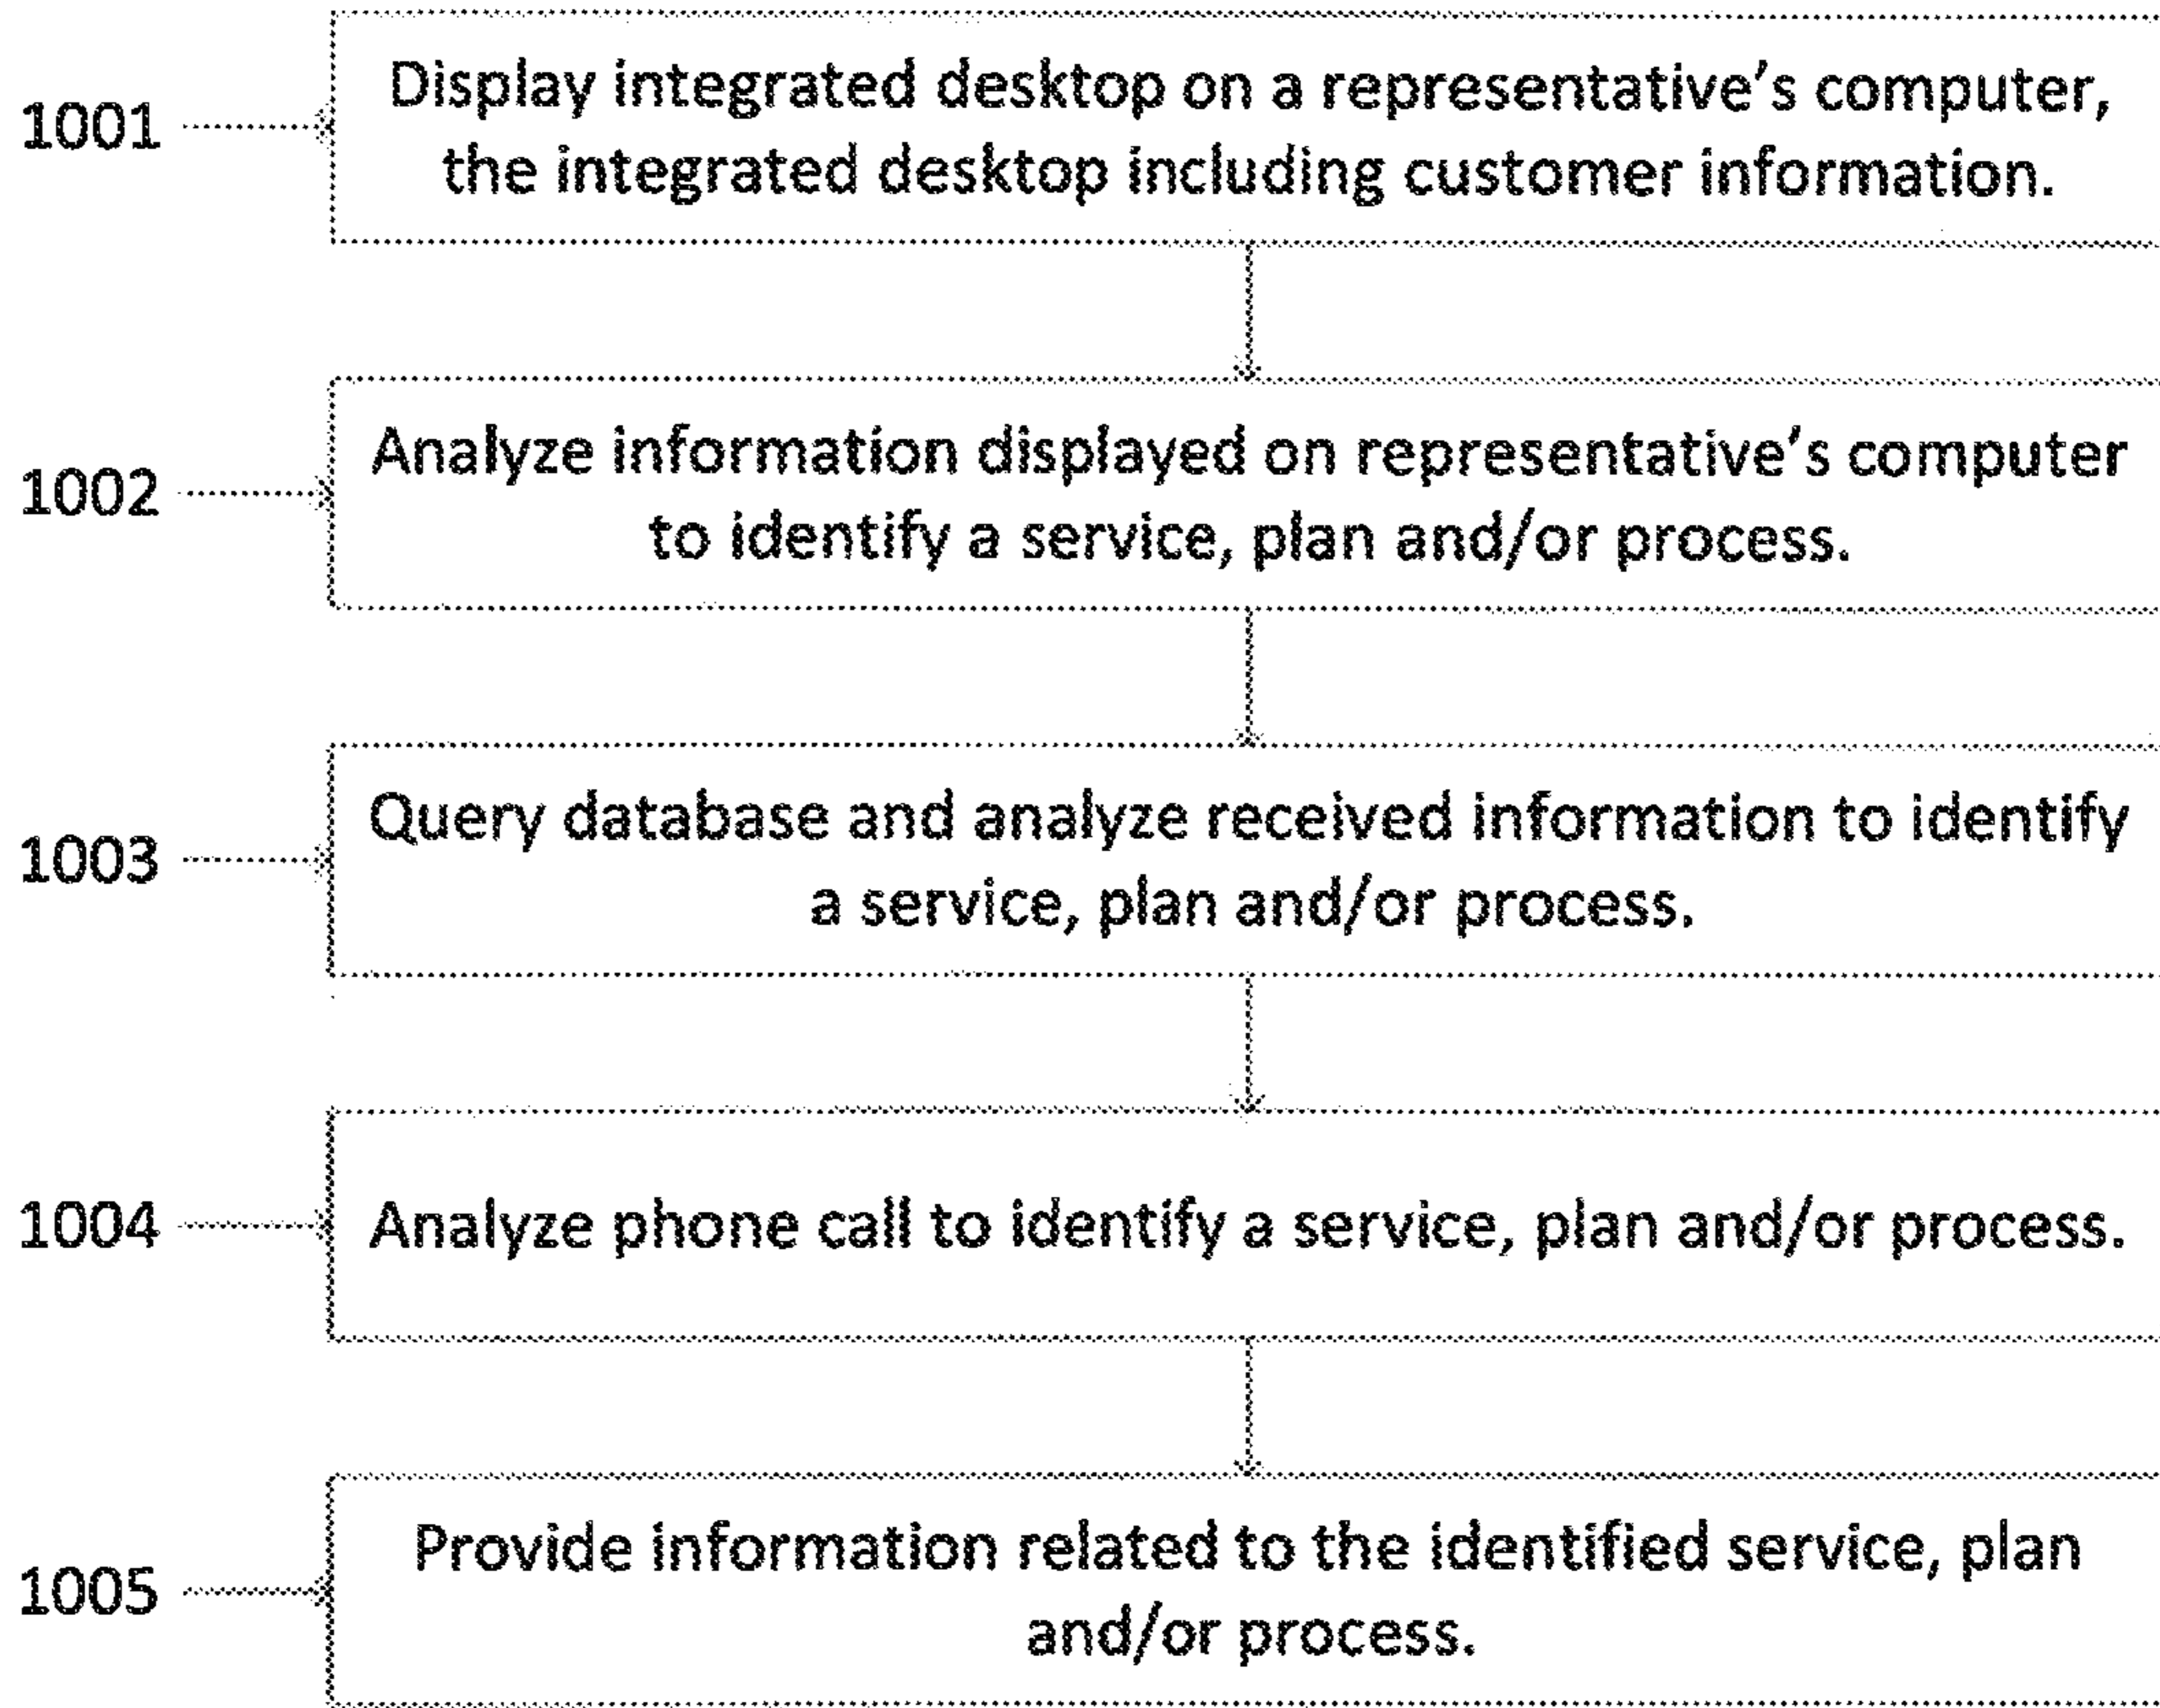 1001
Display integrated desktop on a representative's computer,
the integrated desktop including customer information.
1002
Analyze information displayed on representative's computer
to identify a service, plan and/or process.
1003
Query database and analyze received information to identify
a service, plan and/or process.
1004
Analyze phone call to identify a service, plan and/or process.
1005
Provide information related to the identified service, plan
and/or process.